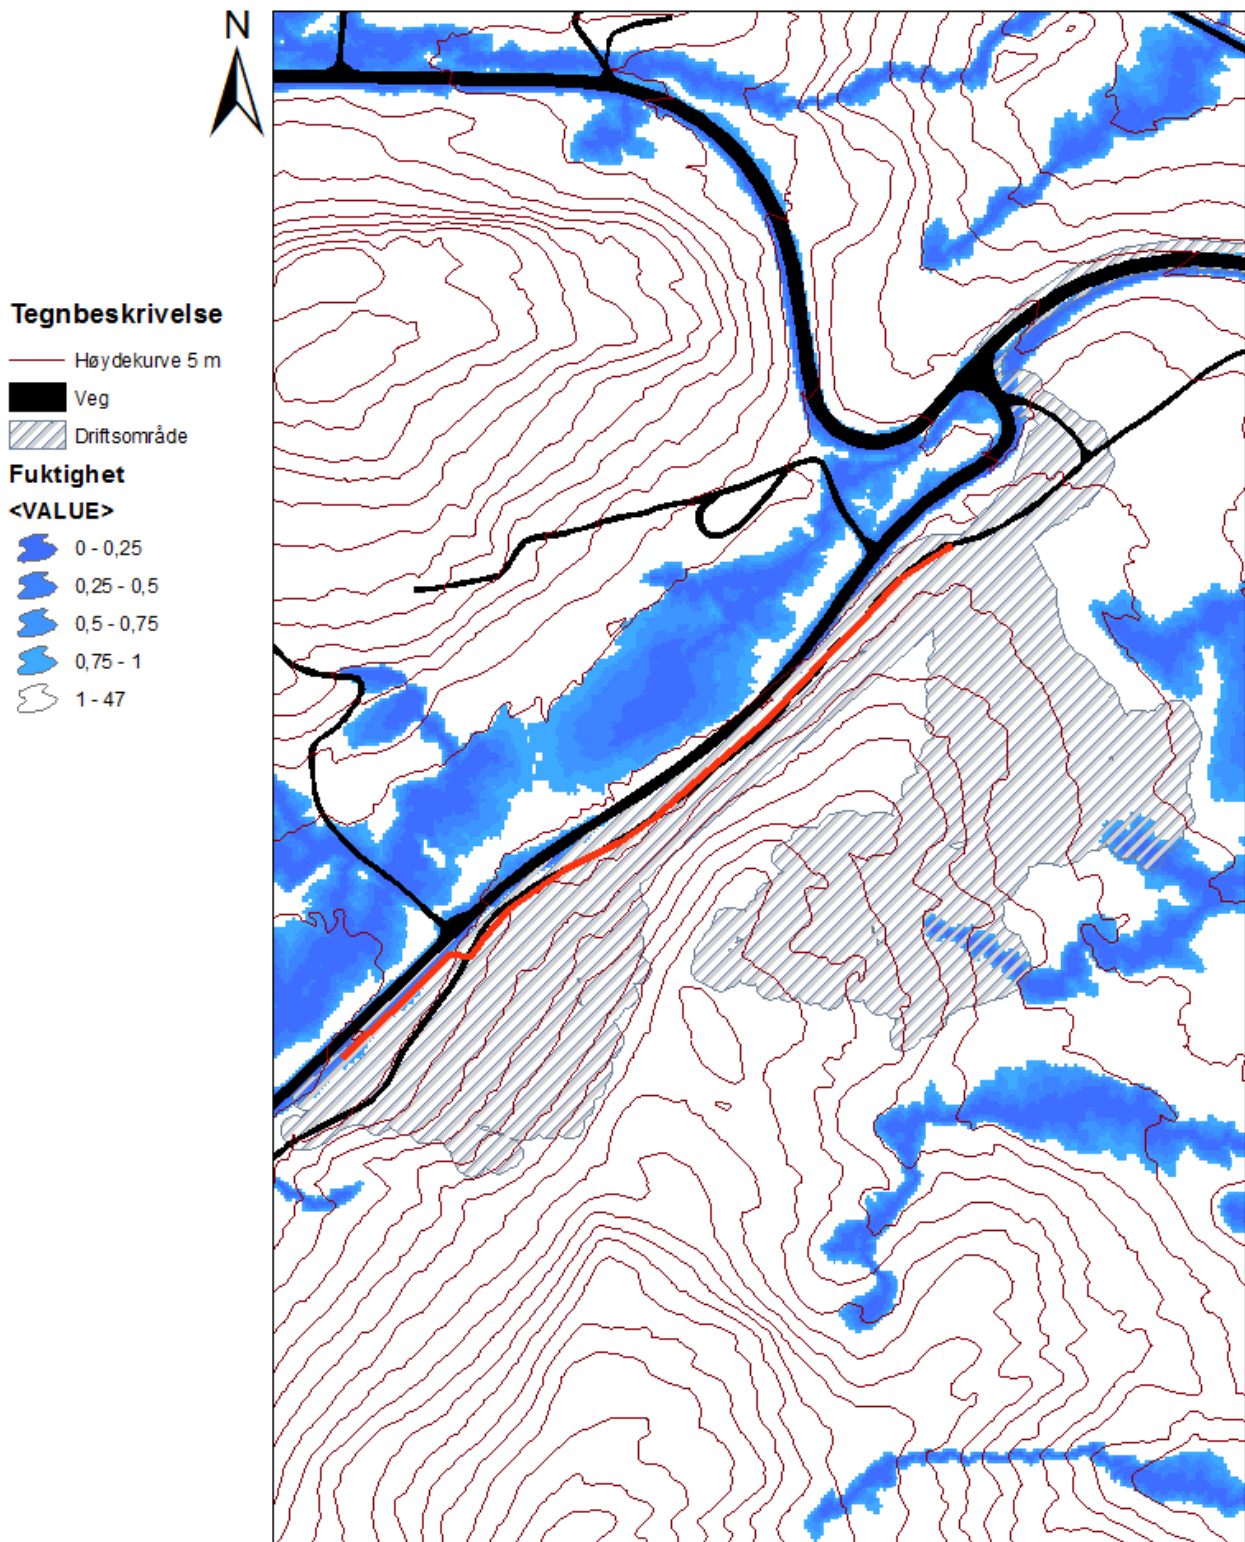 N
Tegnbeskrivelse
Høydekurve 5 m
Veg
Driftsområde
Fuktighet
<VALUE>
0 - 0,25
0,25 - 0,5
0,5 - 0,75
0,75 - 1
1 - 47